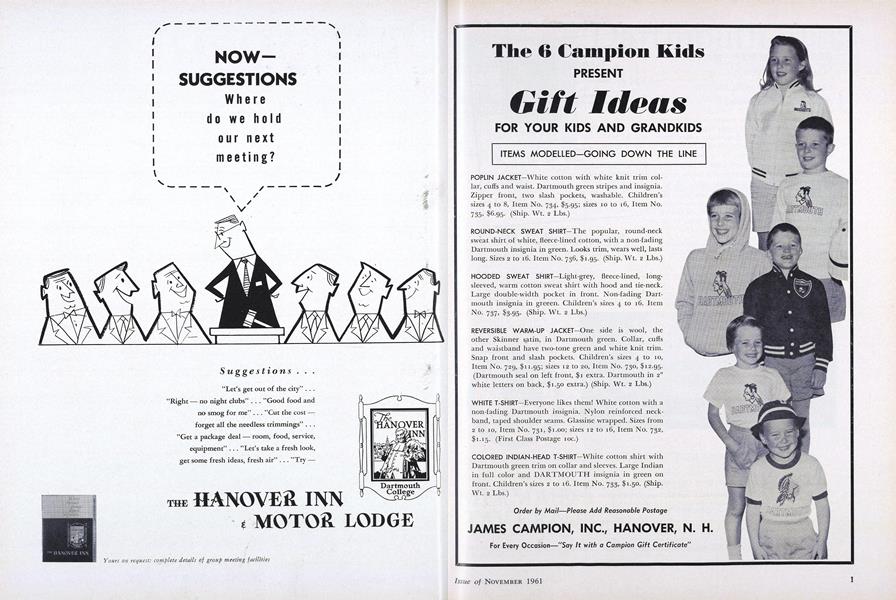 NOW—
SUGGESTIONS
Where
do we hold
our next
meeting?
Suggestions . . .
"Let's get out of the city" . . .
"Right — no night clubs" . . . "Good food and
no smog for me" . . . "Cut the cost —
forget all the needless trimmings" . . .
"Get a package deal — room, food, service,
equipment" . . . "Let's take a fresh look,
get some fresh ideas, fresh air" . . . "Try —
The
HANOVER
INN
Dartmouth
College
THE HANOVER INN
& MOTOR LODGE
THE HANOVER INN
Yours on request: complete details of group meeting facilities
The 6 Campion Kids
PRESENT
Gift Ideas
FOR YOUR KIDS AND GRANDKIDS
ITEMS MODELLED—GOING DOWN THE LINE
POPLIN JACKET—White cotton with white knit trim col-
lar, cuffs and waist. Dartmouth green stripes and insignia.
Zipper front, two slash pockets, washable. Children's
sizes 4 to 8, Item No. 734, $5.95; sizes 10 to 16, Item No.
735, $6.95. (Ship. Wt. 2 Lbs.)
ROUND-NECK SWEAT SHIRT—The popular, round-neck
sweat shirt of white, fleece-lined cotton, with a non-fading
Dartmouth insignia in green. Looks trim, wears well, lasts
long. Sizes 2 to 16. Item No. 736, $1.95. (Ship. Wt. 2 Lbs.)
HOODED SWEAT SHIRT—Light-grey, fleece-lined, long-
sleeved, warm cotton sweat shirt with hood and tie-neck.
Large double-width pocket in front. Non-fading Dart-
mouth insignia in greeen. Children's sizes 4 to 16. Item
No. 737, $3.95. (Ship. Wt. 2 Lbs.)
REVERSIBLE WARM-UP JACKET—One side is wool, the
other Skinner satin, in Dartmouth green. Collar, cuffs
and waistband have two-tone green and white knit trim.
Snap front and slash pockets. Children's sizes 4 to 10,
Item No. 729, $11.95; sizes 12 to 20, Item No. 730, $12.95.
(Dartmouth seal on left front, $1 extra. Dartmouth in 2"
white letters on back, $1.50 extra.) (Ship. Wt. 2 Lbs.)
WHITE T-SHIRT—Everyone likes them! White cotton with a
non-fading Dartmouth insignia. Nylon reinforced neck-
band, taped shoulder seams. Glassine wrapped. Sizes from
2 to 10, Item No. 731, $1.00; sizes 12 to 16, Item No. 732,
$1.15. (First Class Postage 10c.)
COLORED INDIAN-HEAD T-SHIRT—White cotton shirt with
Dartmouth green trim on collar and sleeves. Large Indian
in full color and DARTMOUTH insignia in green on
front. Children's sizes 2 to 16. Item No. 733, $1.50. (Ship.
Wt. 2 Lbs.)
Order by Mail—Please Add Reasonable Postage
JAMES CAMPION, INC., HANOVER, N. H.
For Every Occasion—"Say It with a Campion Gift Certificate"
DARTMOUTH
DARTMOUTH
Issue of NOVEMBER 1961
1